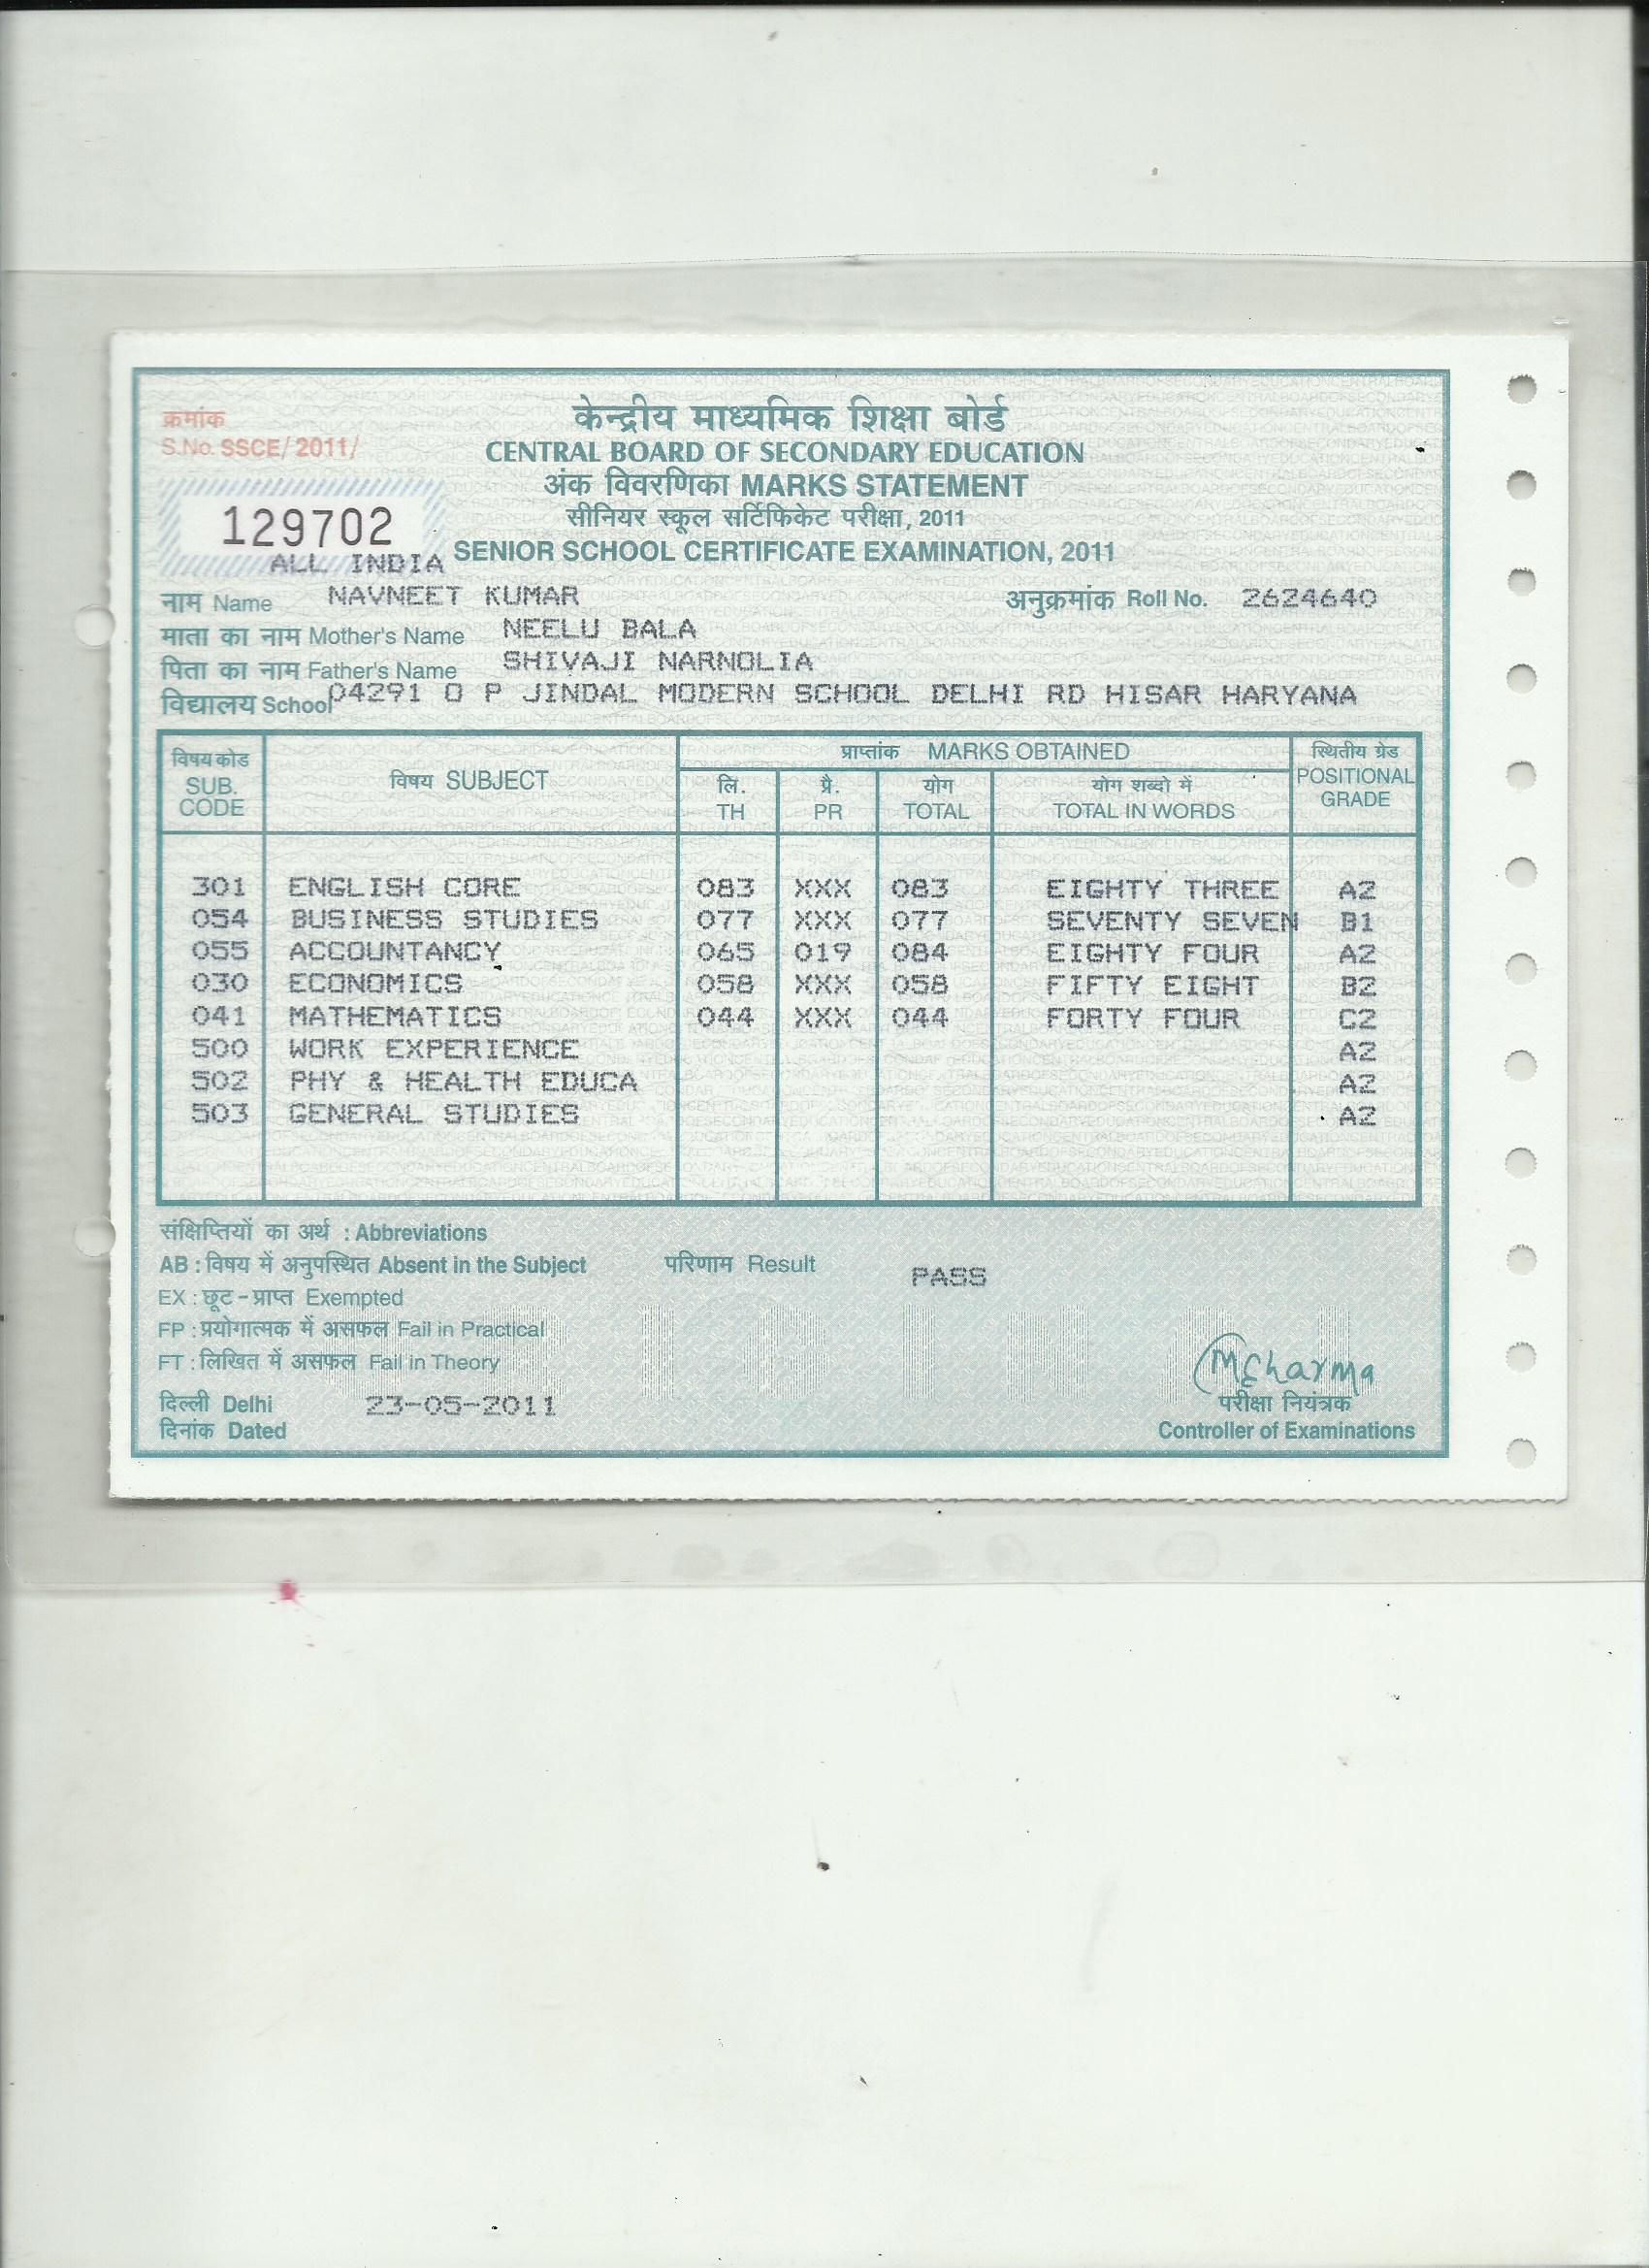 क्रमांक
S.No. SSCE/2011/
129702
ALL INDIA
केन्द्रीय माध्यमिक शिक्षा बोर्ड
CENTRAL BOARD OF SECONDARY EDUCATION
अंक विवरणिका MARKS STATEMENT
सीनियर स्कूल सर्टिफिकेट परीक्षा, 2011
SENIOR SCHOOL CERTIFICATE EXAMINATION, 2011
नाम Name NAVNEET KUMAR अनुक्रमांक Roll No. 2624640
माता का नाम Mother's Name NEELU BALA
पिता का नाम Father's Name SHIVAJI NARNOLIA
विद्यालय School 04291 O P JINDAL MODERN SCHOOL DELHI RD HISAR HARYANA
विषय कोड SUB. CODE विषय SUBJECT प्राप्तांक MARKS OBTAINED स्थितीय ग्रेड POSITIONAL GRADE
लि. TH प्रै. PR योग TOTAL योग शब्दो में TOTAL IN WORDS
301 ENGLISH CORE 083 XXX 083 EIGHTY THREE A2
054 BUSINESS STUDIES 077 XXX 077 SEVENTY SEVEN B1
055 ACCOUNTANCY 065 019 084 EIGHTY FOUR A2
030 ECONOMICS 058 XXX 058 FIFTY EIGHT B2
041 MATHEMATICS 044 XXX 044 FORTY FOUR C2
500 WORK EXPERIENCE A2
502 PHY & HEALTH EDUCA A2
503 GENERAL STUDIES A2
संक्षिप्तियों का अर्थ : Abbreviations
AB : विषय में अनुपस्थित Absent in the Subject परिणाम Result PASS
EX : छूट - प्राप्त Exempted
FP : प्रयोगात्मक में असफल Fail in Practical
FT : लिखित में असफल Fail in Theory
MSharma
दिल्ली Delhi 23-05-2011 परीक्षा नियंत्रक
दिनांक Dated Controller of Examinations